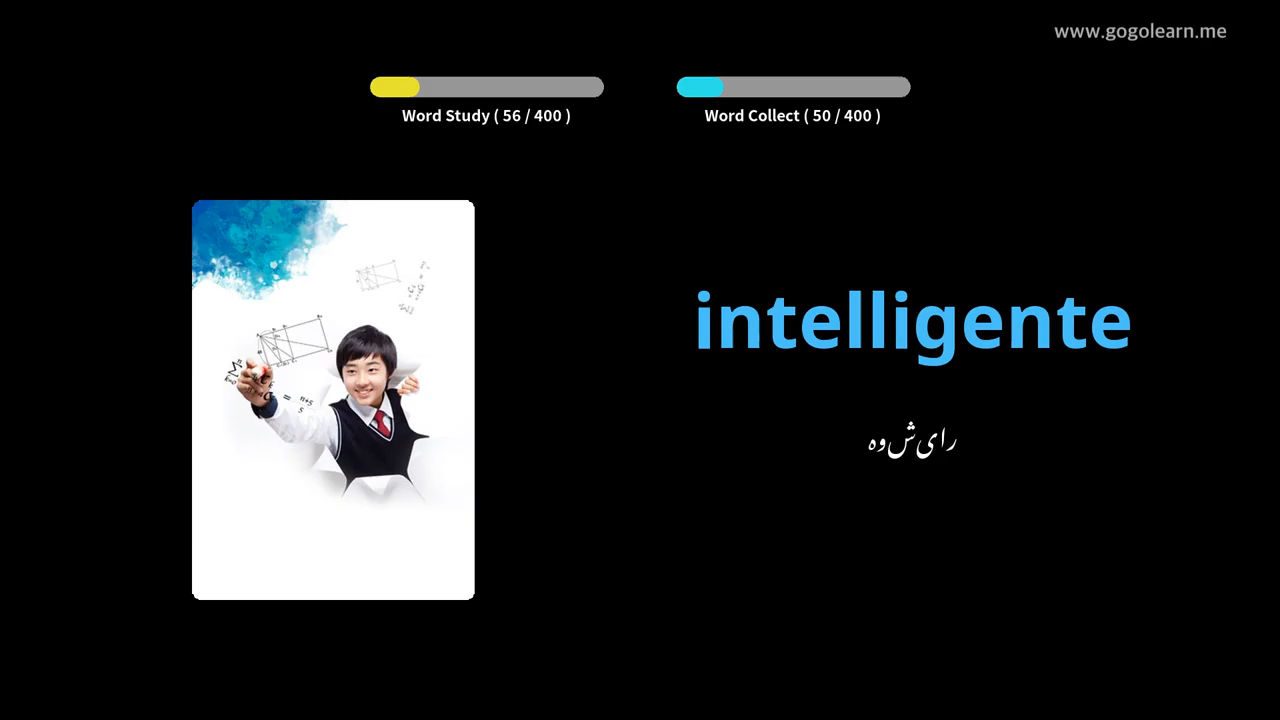 www.gogolearn.me
Word Study ( 56 / 400 )
Word Collect ( 50 / 400 )
intelligente
رای‌ش‌وه